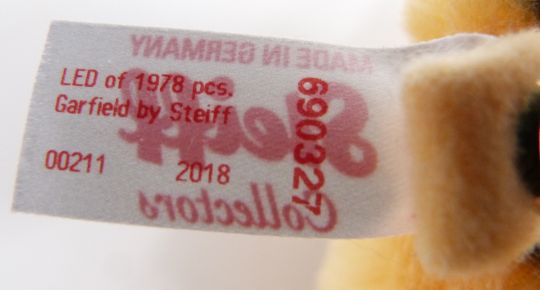 LED of 1978 pcs.
Garfield by Steiff
00211 2018
690327
MADE IN GERMANY
Steiff
Collectors